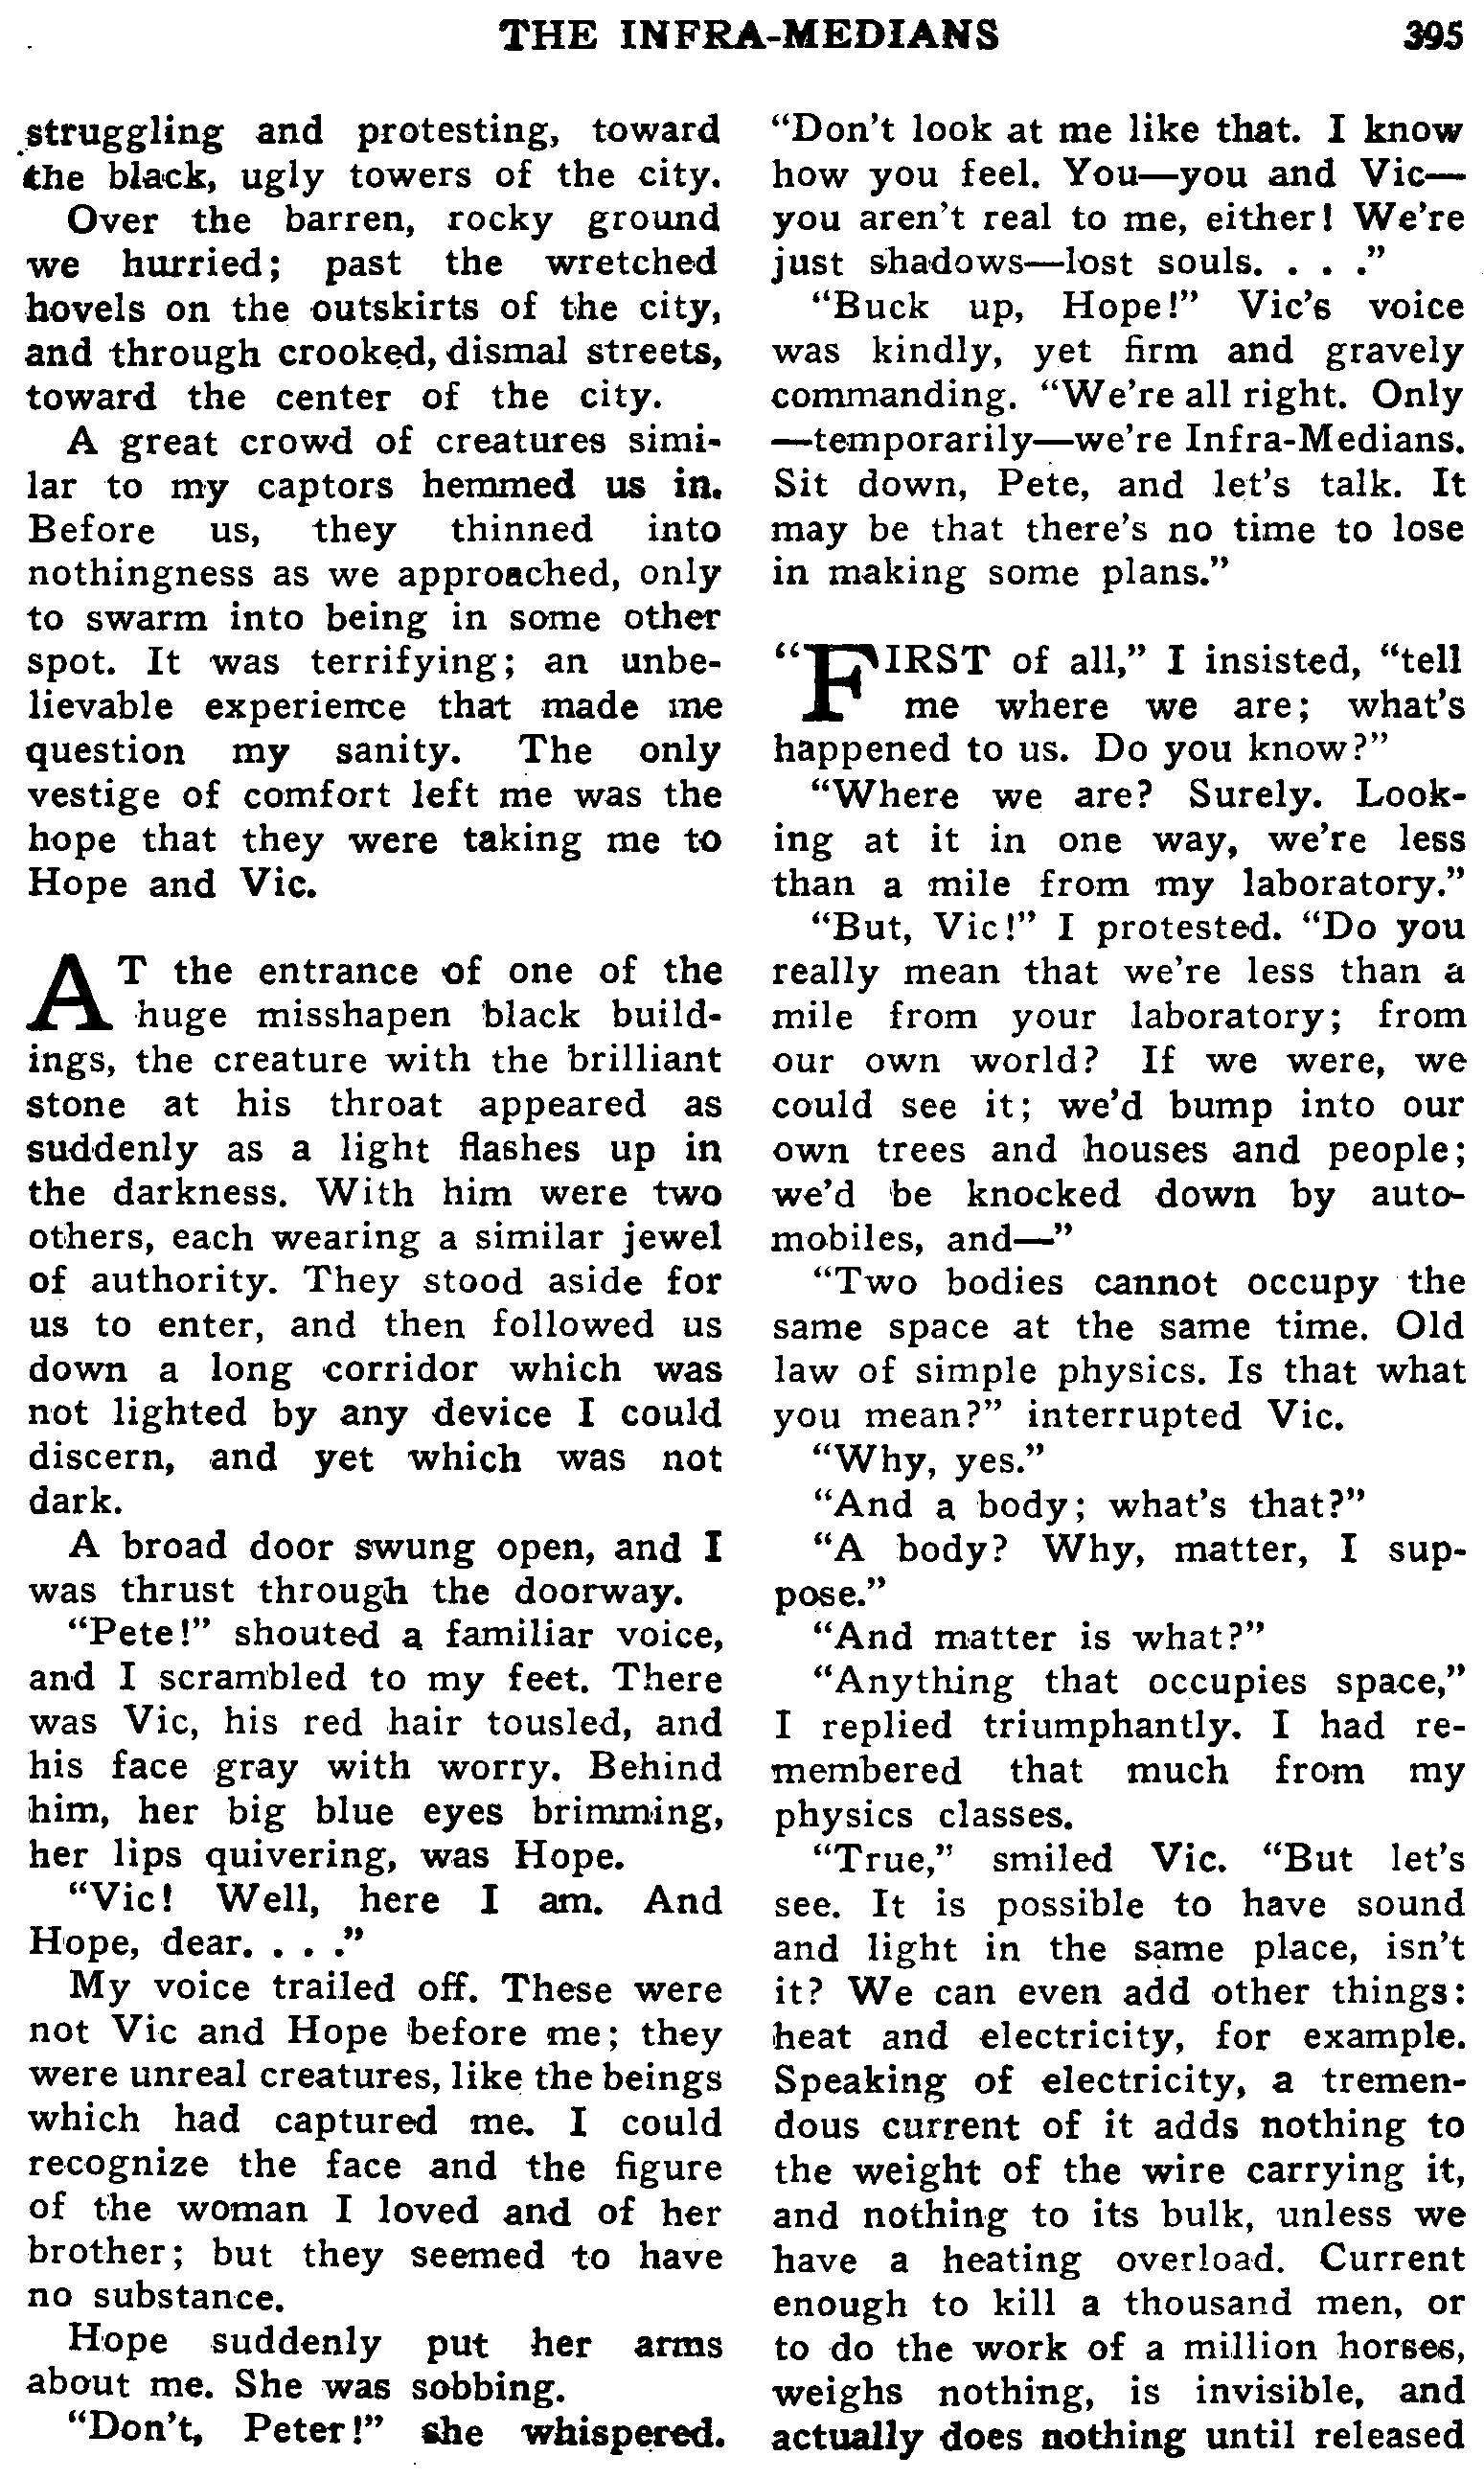 THE INFRA-MEDIANS 395
struggling and protesting, toward
the black, ugly towers of the city.
Over the barren, rocky ground
we hurried; past the wretched
hovels on the outskirts of the city,
and through crooked, dismal streets,
toward the center of the city.
A great crowd of creatures simi-
lar to my captors hemmed us in.
Before us, they thinned into
nothingness as we approached, only
to swarm into being in some other
spot. It was terrifying; an unbe-
lievable experience that made me
question my sanity. The only
vestige of comfort left me was the
hope that they were taking me to
Hope and Vic.
AT the entrance of one of the
huge misshapen black build-
ings, the creature with the brilliant
stone at his throat appeared as
suddenly as a light flashes up in
the darkness. With him were two
others, each wearing a similar jewel
of authority. They stood aside for
us to enter, and then followed us
down a long corridor which was
not lighted by any device I could
discern, and yet which was not
dark.
A broad door swung open, and I
was thrust through the doorway.
"Pete!" shouted a familiar voice,
and I scrambled to my feet. There
was Vic, his red hair tousled, and
his face gray with worry. Behind
him, her big blue eyes brimming,
her lips quivering, was Hope.
"Vic! Well, here I am. And
Hope, dear. . . ."
My voice trailed off. These were
not Vic and Hope before me; they
were unreal creatures, like the beings
which had captured me. I could
recognize the face and the figure
of the woman I loved and of her
brother; but they seemed to have
no substance.
Hope suddenly put her arms
about me. She was sobbing.
"Don't, Peter!" she whispered.
"Don't look at me like that. I know
how you feel. You—you and Vic—
you aren't real to me, either! We're
just shadows—lost souls. . . ."
"Buck up, Hope!" Vic's voice
was kindly, yet firm and gravely
commanding. "We're all right. Only
—temporarily—we're Infra-Medians.
Sit down, Pete, and let's talk. It
may be that there's no time to lose
in making some plans."
"FIRST of all," I insisted, "tell
me where we are; what's
happened to us. Do you know?"
"Where we are? Surely. Look-
ing at it in one way, we're less
than a mile from my laboratory."
"But, Vic!" I protested. "Do you
really mean that we're less than a
mile from your laboratory; from
our own world? If we were, we
could see it; we'd bump into our
own trees and houses and people;
we'd be knocked down by auto-
mobiles, and—"
"Two bodies cannot occupy the
same space at the same time. Old
law of simple physics. Is that what
you mean?" interrupted Vic.
"Why, yes."
"And a body; what's that?"
"A body? Why, matter, I sup-
pose."
"And matter is what?"
"Anything that occupies space,"
I replied triumphantly. I had re-
membered that much from my
physics classes.
"True," smiled Vic. "But let's
see. It is possible to have sound
and light in the same place, isn't
it? We can even add other things:
heat and electricity, for example.
Speaking of electricity, a tremen-
dous current of it adds nothing to
the weight of the wire carrying it,
and nothing to its bulk, unless we
have a heating overload. Current
enough to kill a thousand men, or
to do the work of a million horses,
weighs nothing, is invisible, and
actually does nothing until released